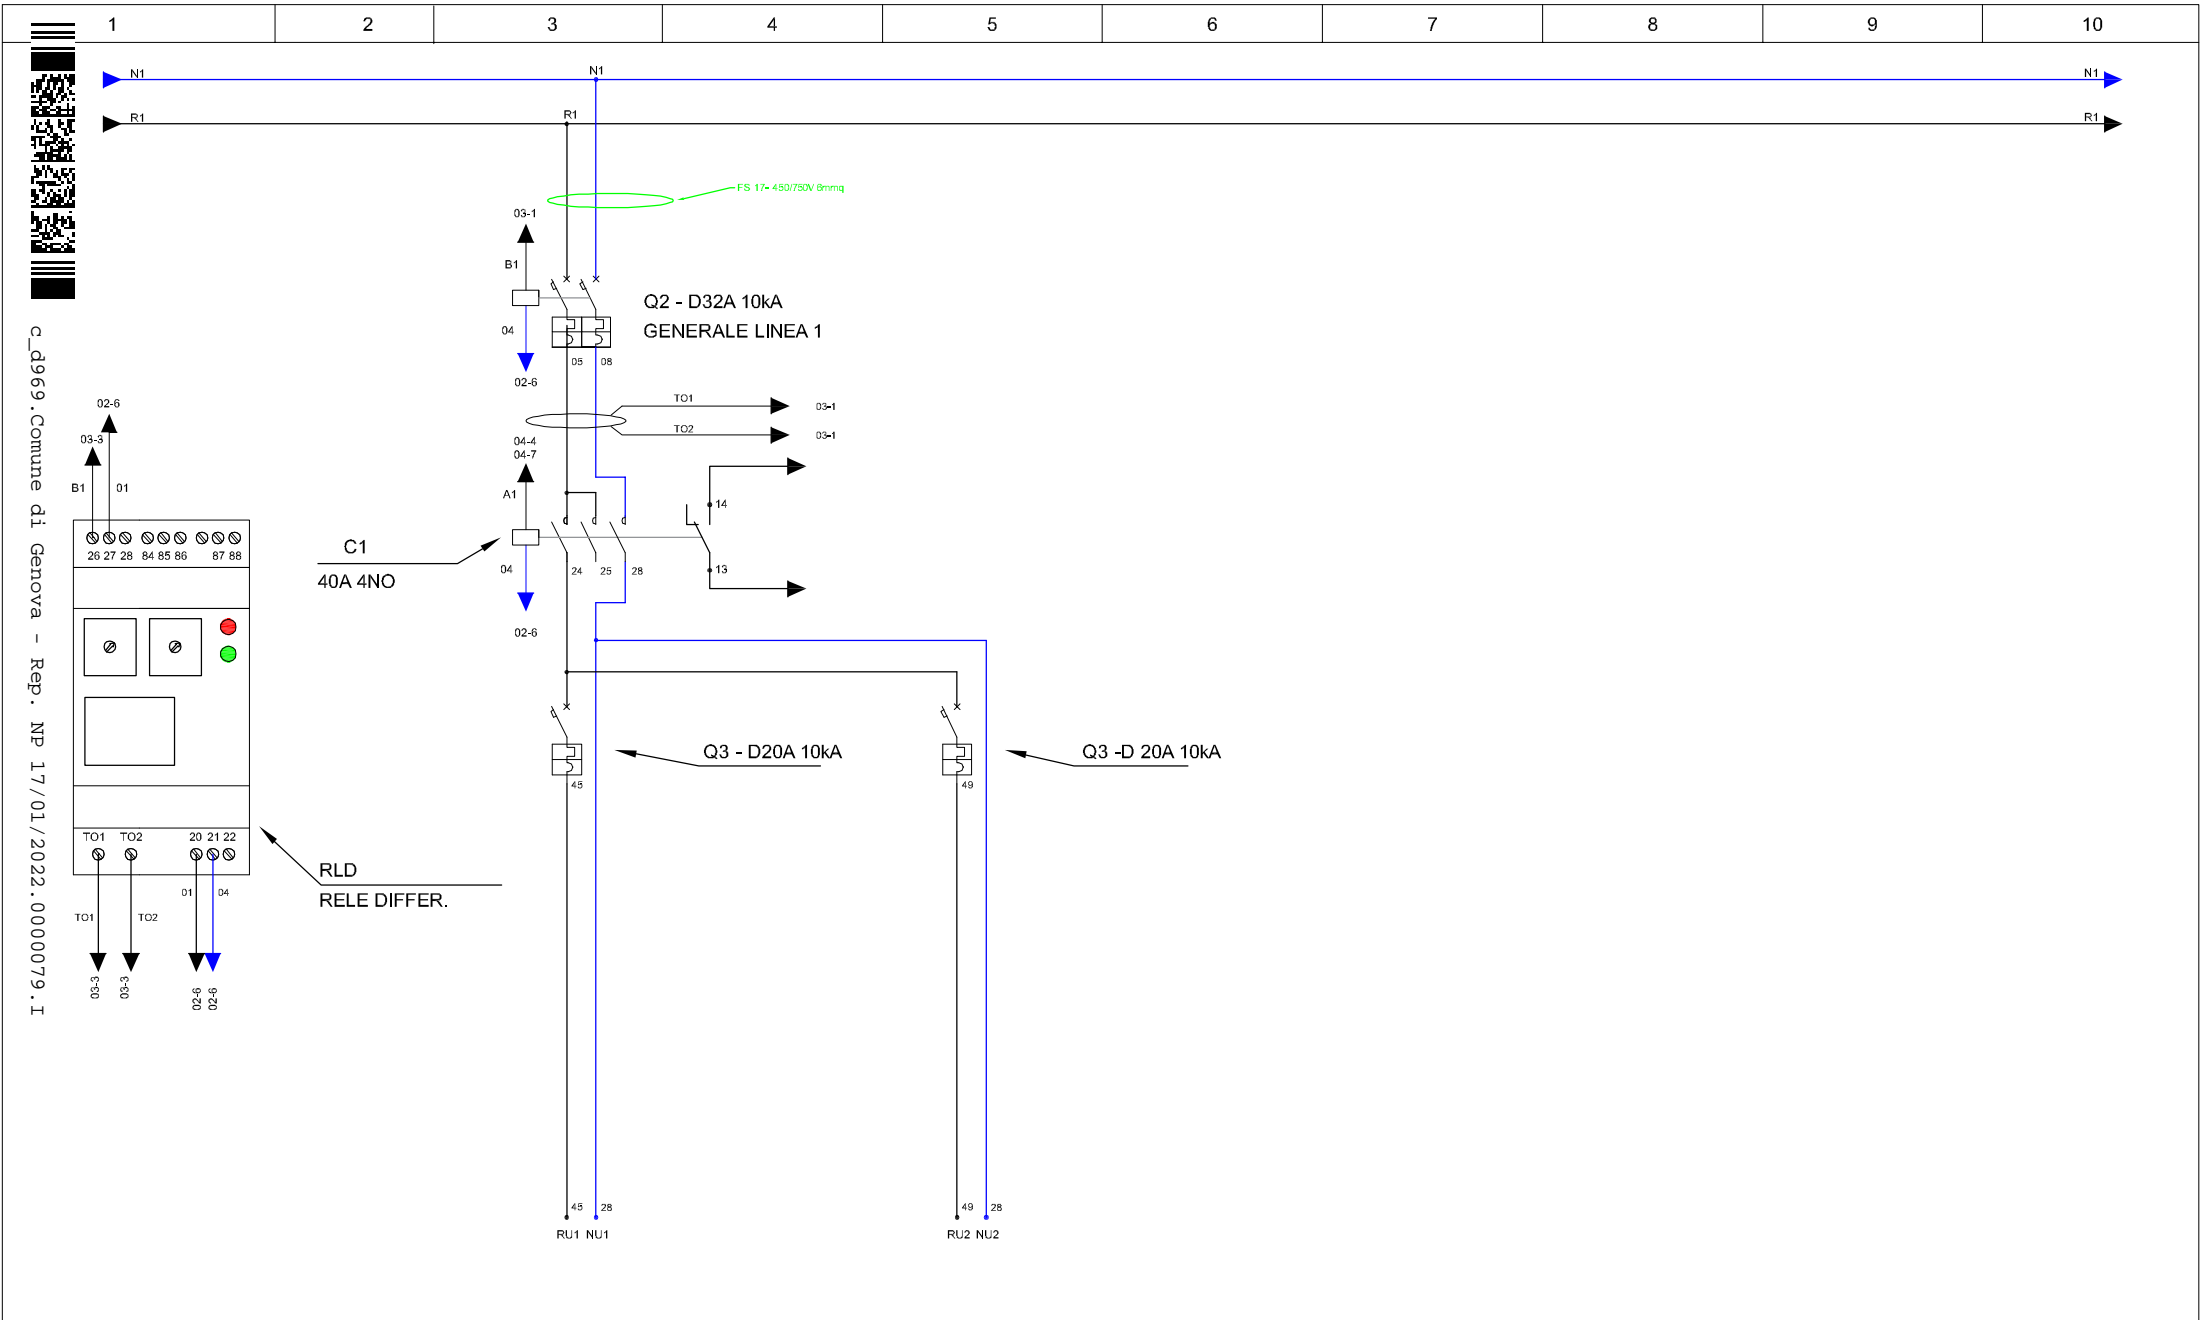 1 2 3 4 5 6 7 8 9 10
N1 N1 N1
R1 R1 R1
FS 17- 450/750V 6mmq
03-1
B1
Q2 - D32A 10kA
GENERALE LINEA 1
04
05 08
02-6
TO1 03-1
TO2 03-1
04-4
04-7
A1
14
C1
40A 4NO
04
24 25 28
13
02-6
02-6
03-3
B1 01
26 27 28 84 85 86 87 88
Q3 - D20A 10kA
45
Q3 -D 20A 10kA
49
TO1 TO2 20 21 22
RLD
RELE DIFFER.
01 04
TO1 TO2
03-3 03-3 02-6 02-6
45 28
RU1 NU1
49 28
RU2 NU2
c_d969.Comune di Genova - Rep. NP 17/01/2022.0000079.I